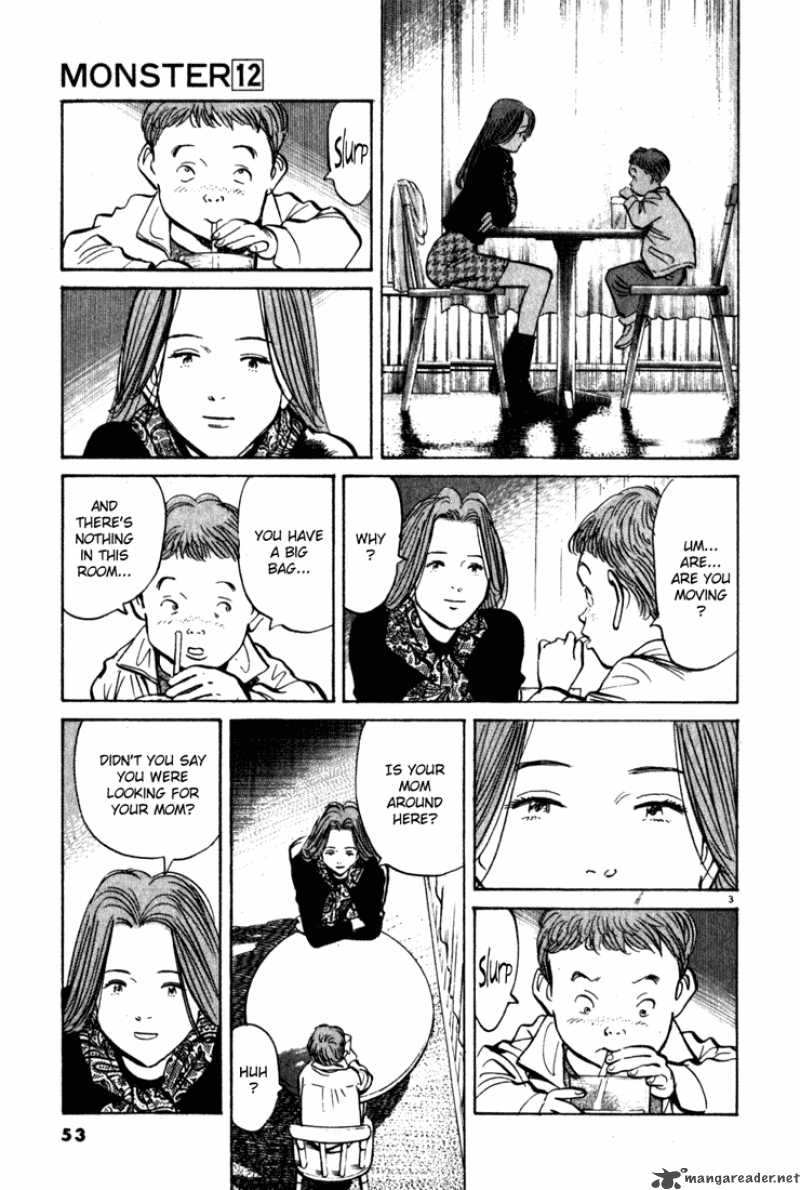 MONSTER 12
slurp
UM...
ARE...
ARE YOU
MOVING
?
WHY
?
YOU HAVE
A BIG
BAG...
AND
THERE'S
NOTHING
IN THIS
ROOM...
3
slurp
IS YOUR
MOM
AROUND
HERE?
HUH
?
DIDN'T YOU SAY
YOU WERE
LOOKING FOR
YOUR MOM?
53
mangareader.net